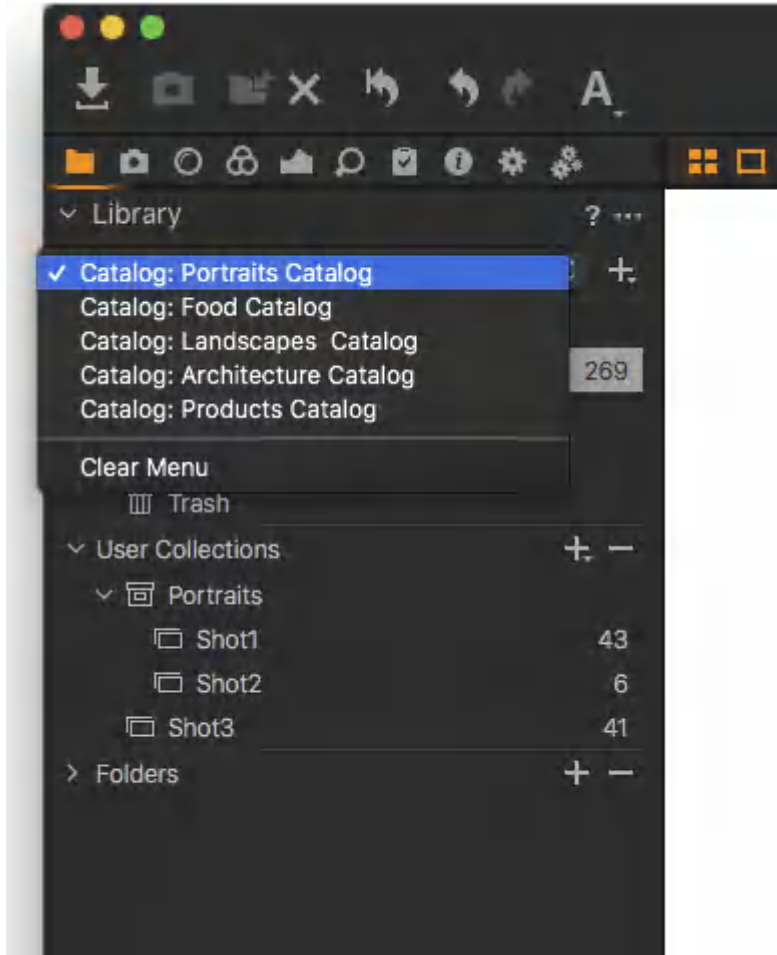 A
Library ? ...
✓ Catalog: Portraits Catalog
Catalog: Food Catalog
Catalog: Landscapes Catalog
Catalog: Architecture Catalog
269
Catalog: Products Catalog
Clear Menu
Trash
User Collections
Portraits
Shot1 43
Shot2 6
Shot3 41
Folders